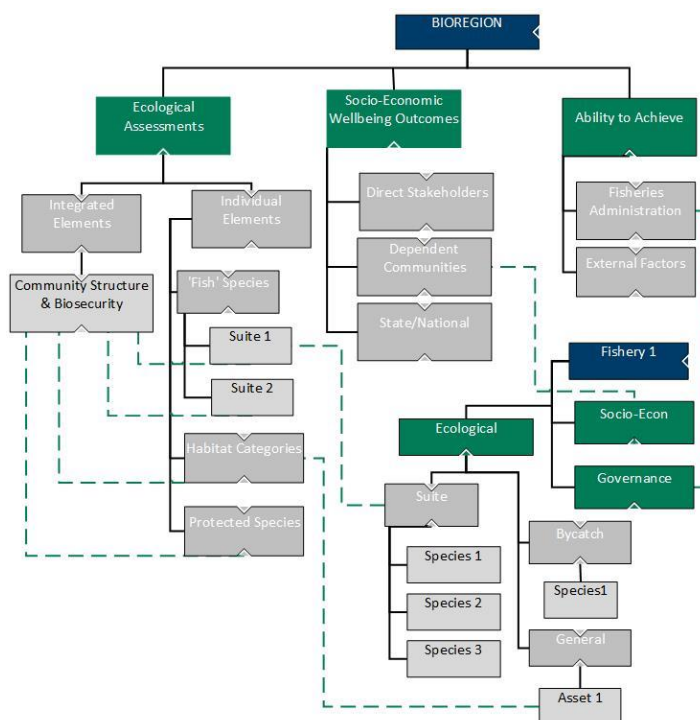 BIOREGION
Ecological
Assessments
Socio-Economic
Wellbeing Outcomes
Ability to Achieve
Integrated
Elements
Individual
Elements
Direct Stakeholders
Fisheries
Administration
Dependent
Communities
External Factors
Community Structure
& Biosecurity
'Fish' Species
State/National
Suite 1
Suite 2
Fishery 1
Socio-Econ
Ecological
Governance
Habitat Categories
Suite
Protected Species
Bycatch
Species 1
Species1
Species 2
Species 3
General
Asset 1